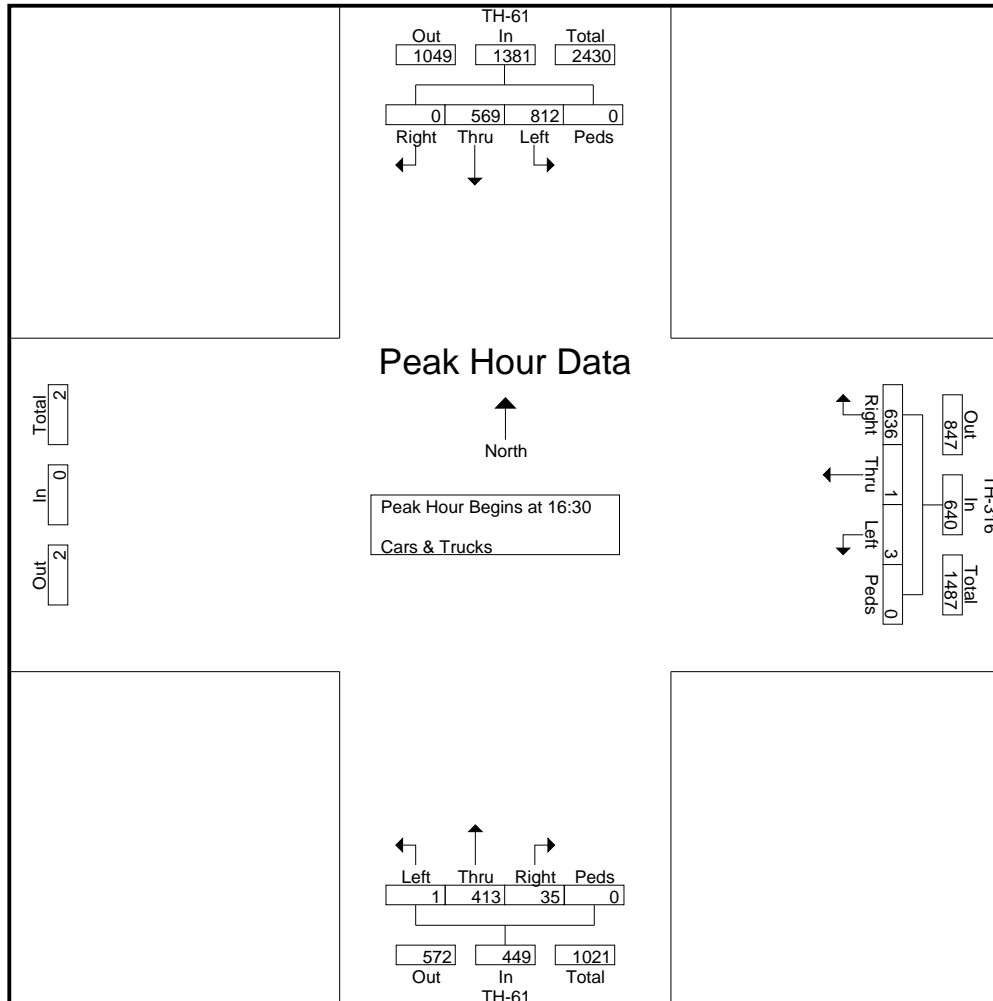 TH-61
Out In Total
1049 1381 2430
0 569 812 0
Right Thru Left Peds
Peak Hour Data
North
Peak Hour Begins at 16:30
Cars & Trucks
Total In Out
2 0 2
Right Thru Left Peds
636 1 3 0
Out In Total
847 640 1487
TH-316
Left Thru Right Peds
1 413 35 0
572 449 1021
Out In Total
TH-61